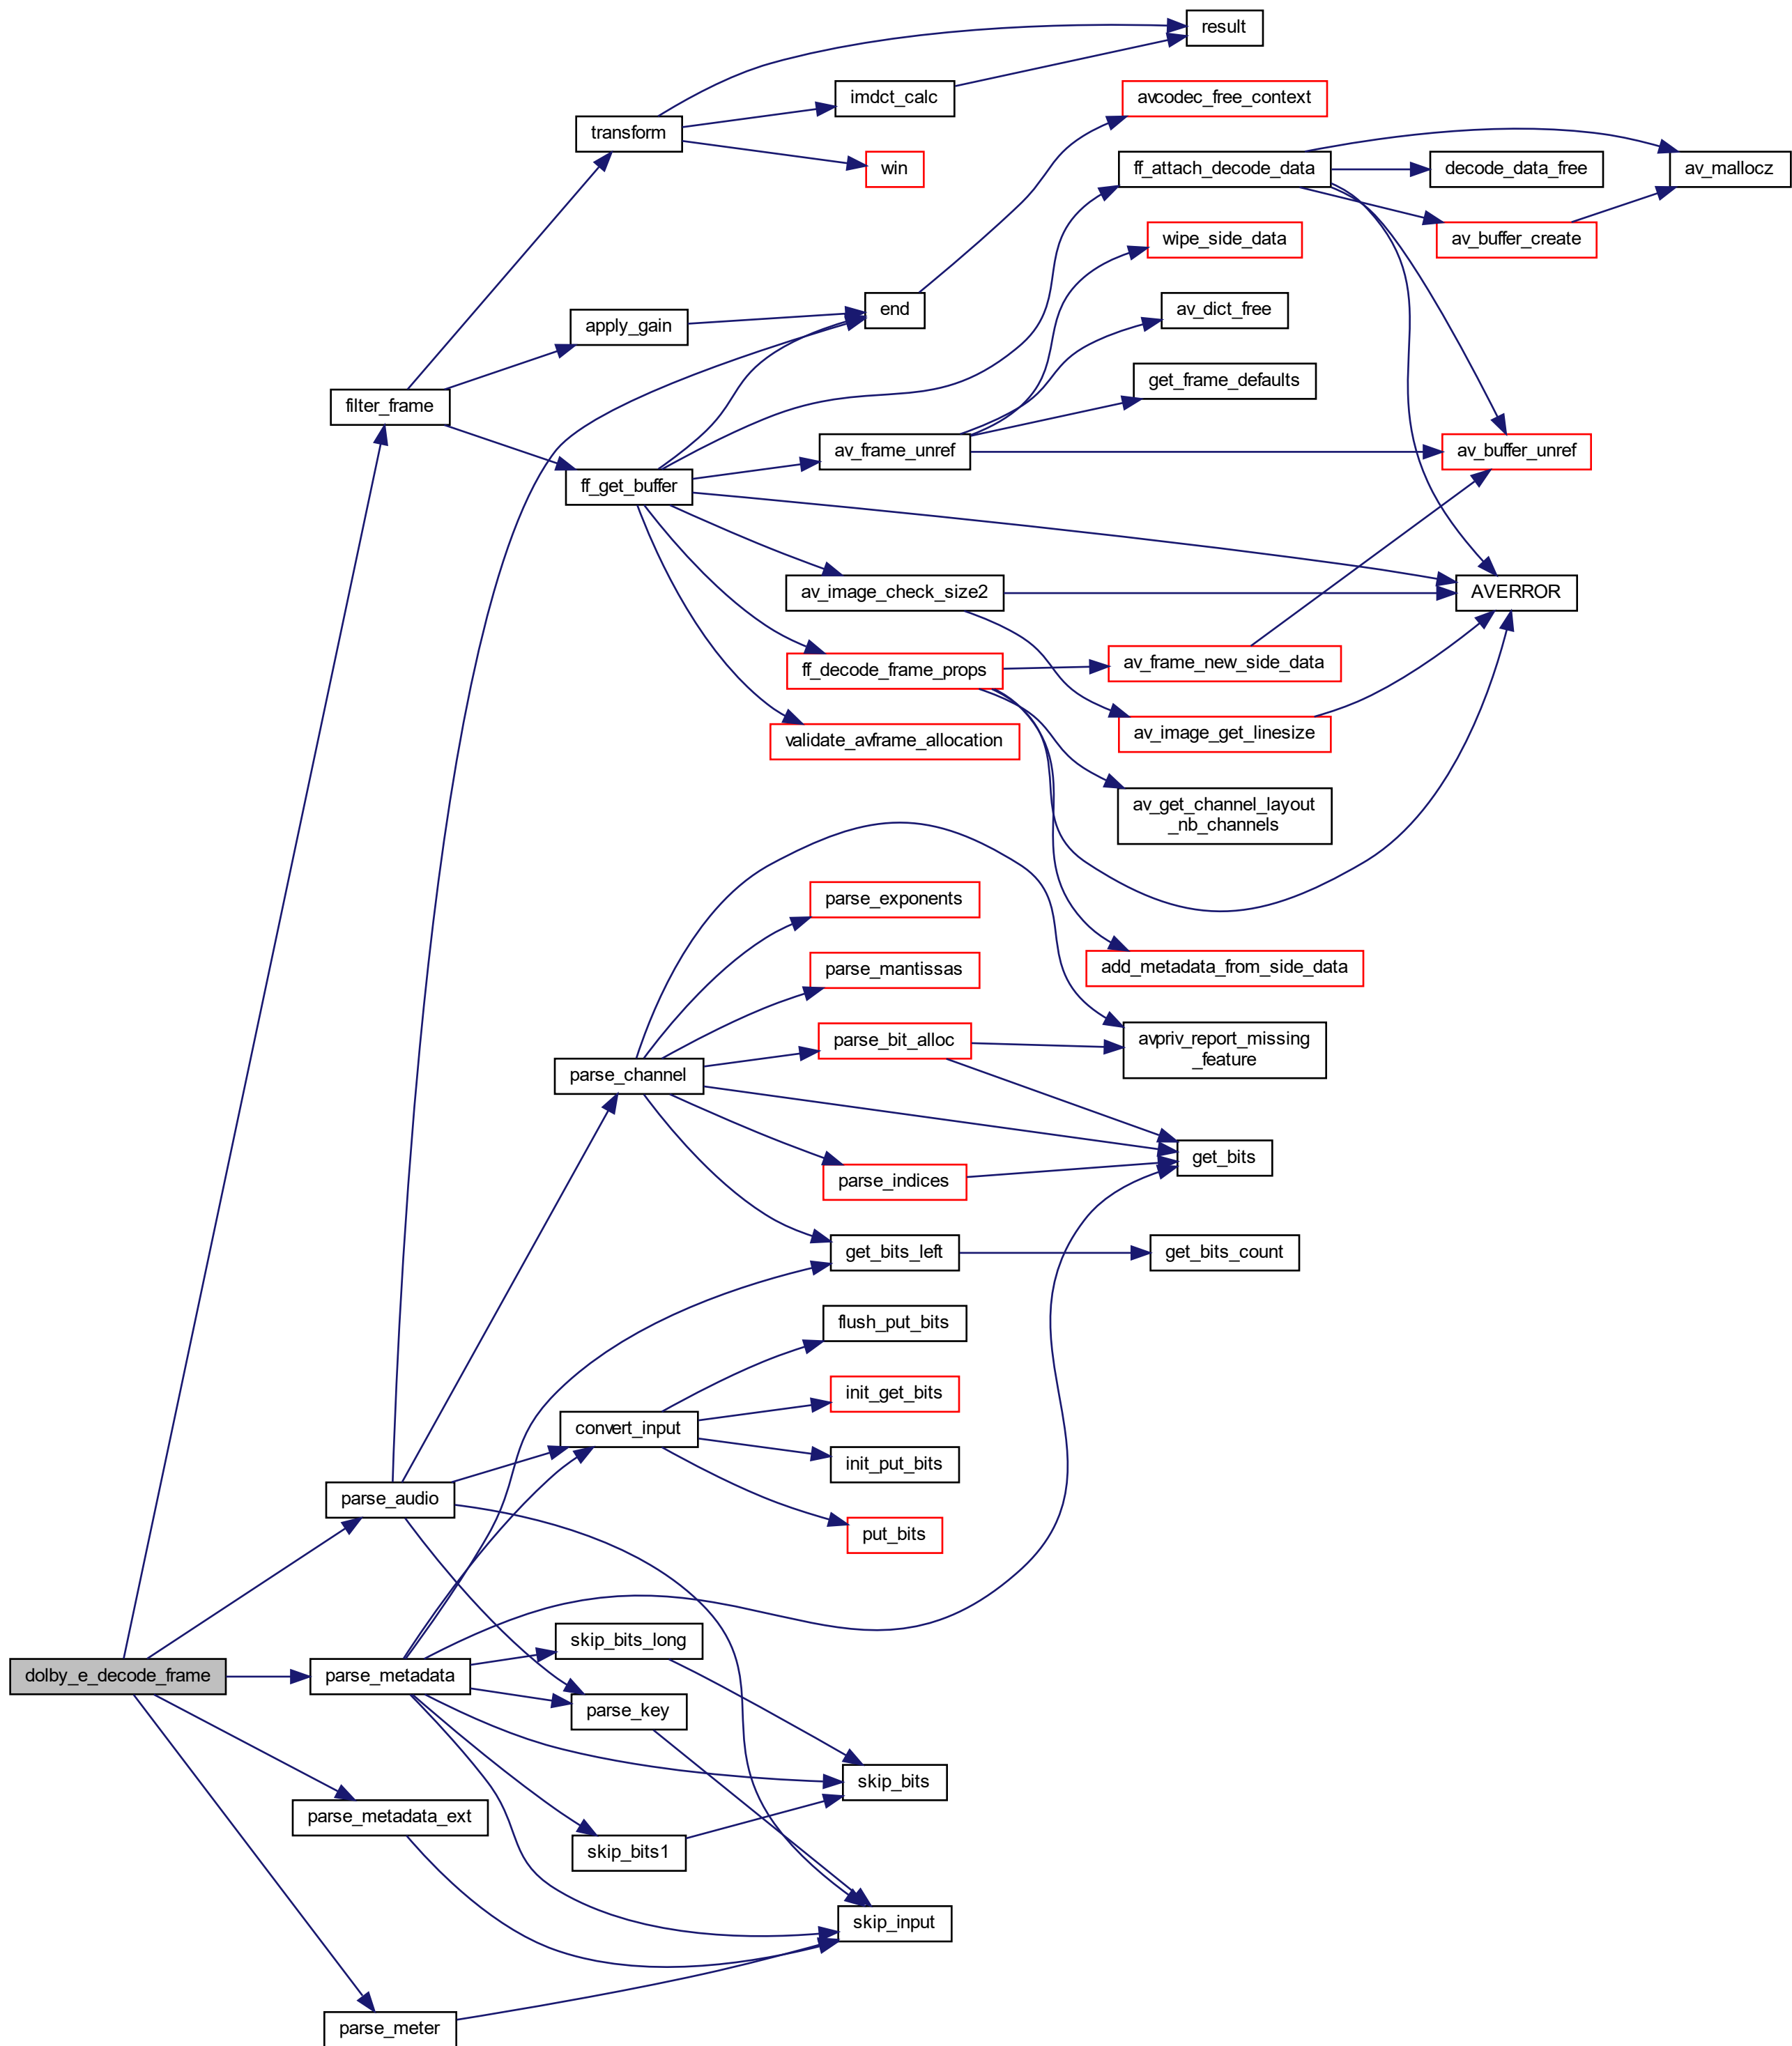 result
imdct_calc
avcodec_free_context
transform
win
ff_attach_decode_data
decode_data_free
av_mallocz
wipe_side_data
av_buffer_create
end
av_dict_free
apply_gain
get_frame_defaults
filter_frame
av_frame_unref
av_buffer_unref
ff_get_buffer
av_image_check_size2
AVERROR
ff_decode_frame_props
av_frame_new_side_data
validate_avframe_allocation
av_image_get_linesize
av_get_channel_layout
_nb_channels
parse_exponents
parse_mantissas
add_metadata_from_side_data
parse_bit_alloc
avpriv_report_missing
_feature
parse_channel
get_bits
parse_indices
get_bits_left
get_bits_count
flush_put_bits
init_get_bits
convert_input
init_put_bits
parse_audio
put_bits
skip_bits_long
dolby_e_decode_frame
parse_metadata
parse_key
skip_bits
parse_metadata_ext
skip_bits1
skip_input
parse_meter